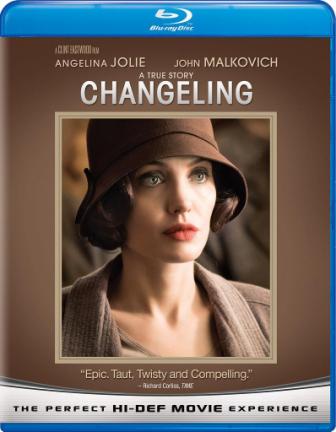 Blu-ray Disc
A CLINT EASTWOOD FILM
ANGELINA JOLIE JOHN MALKOVICH
A TRUE STORY
CHANGELING
“Epic. Taut, Twisty and Compelling.”
– Richard Corliss, TIME
THE PERFECT HI-DEF MOVIE EXPERIENCE